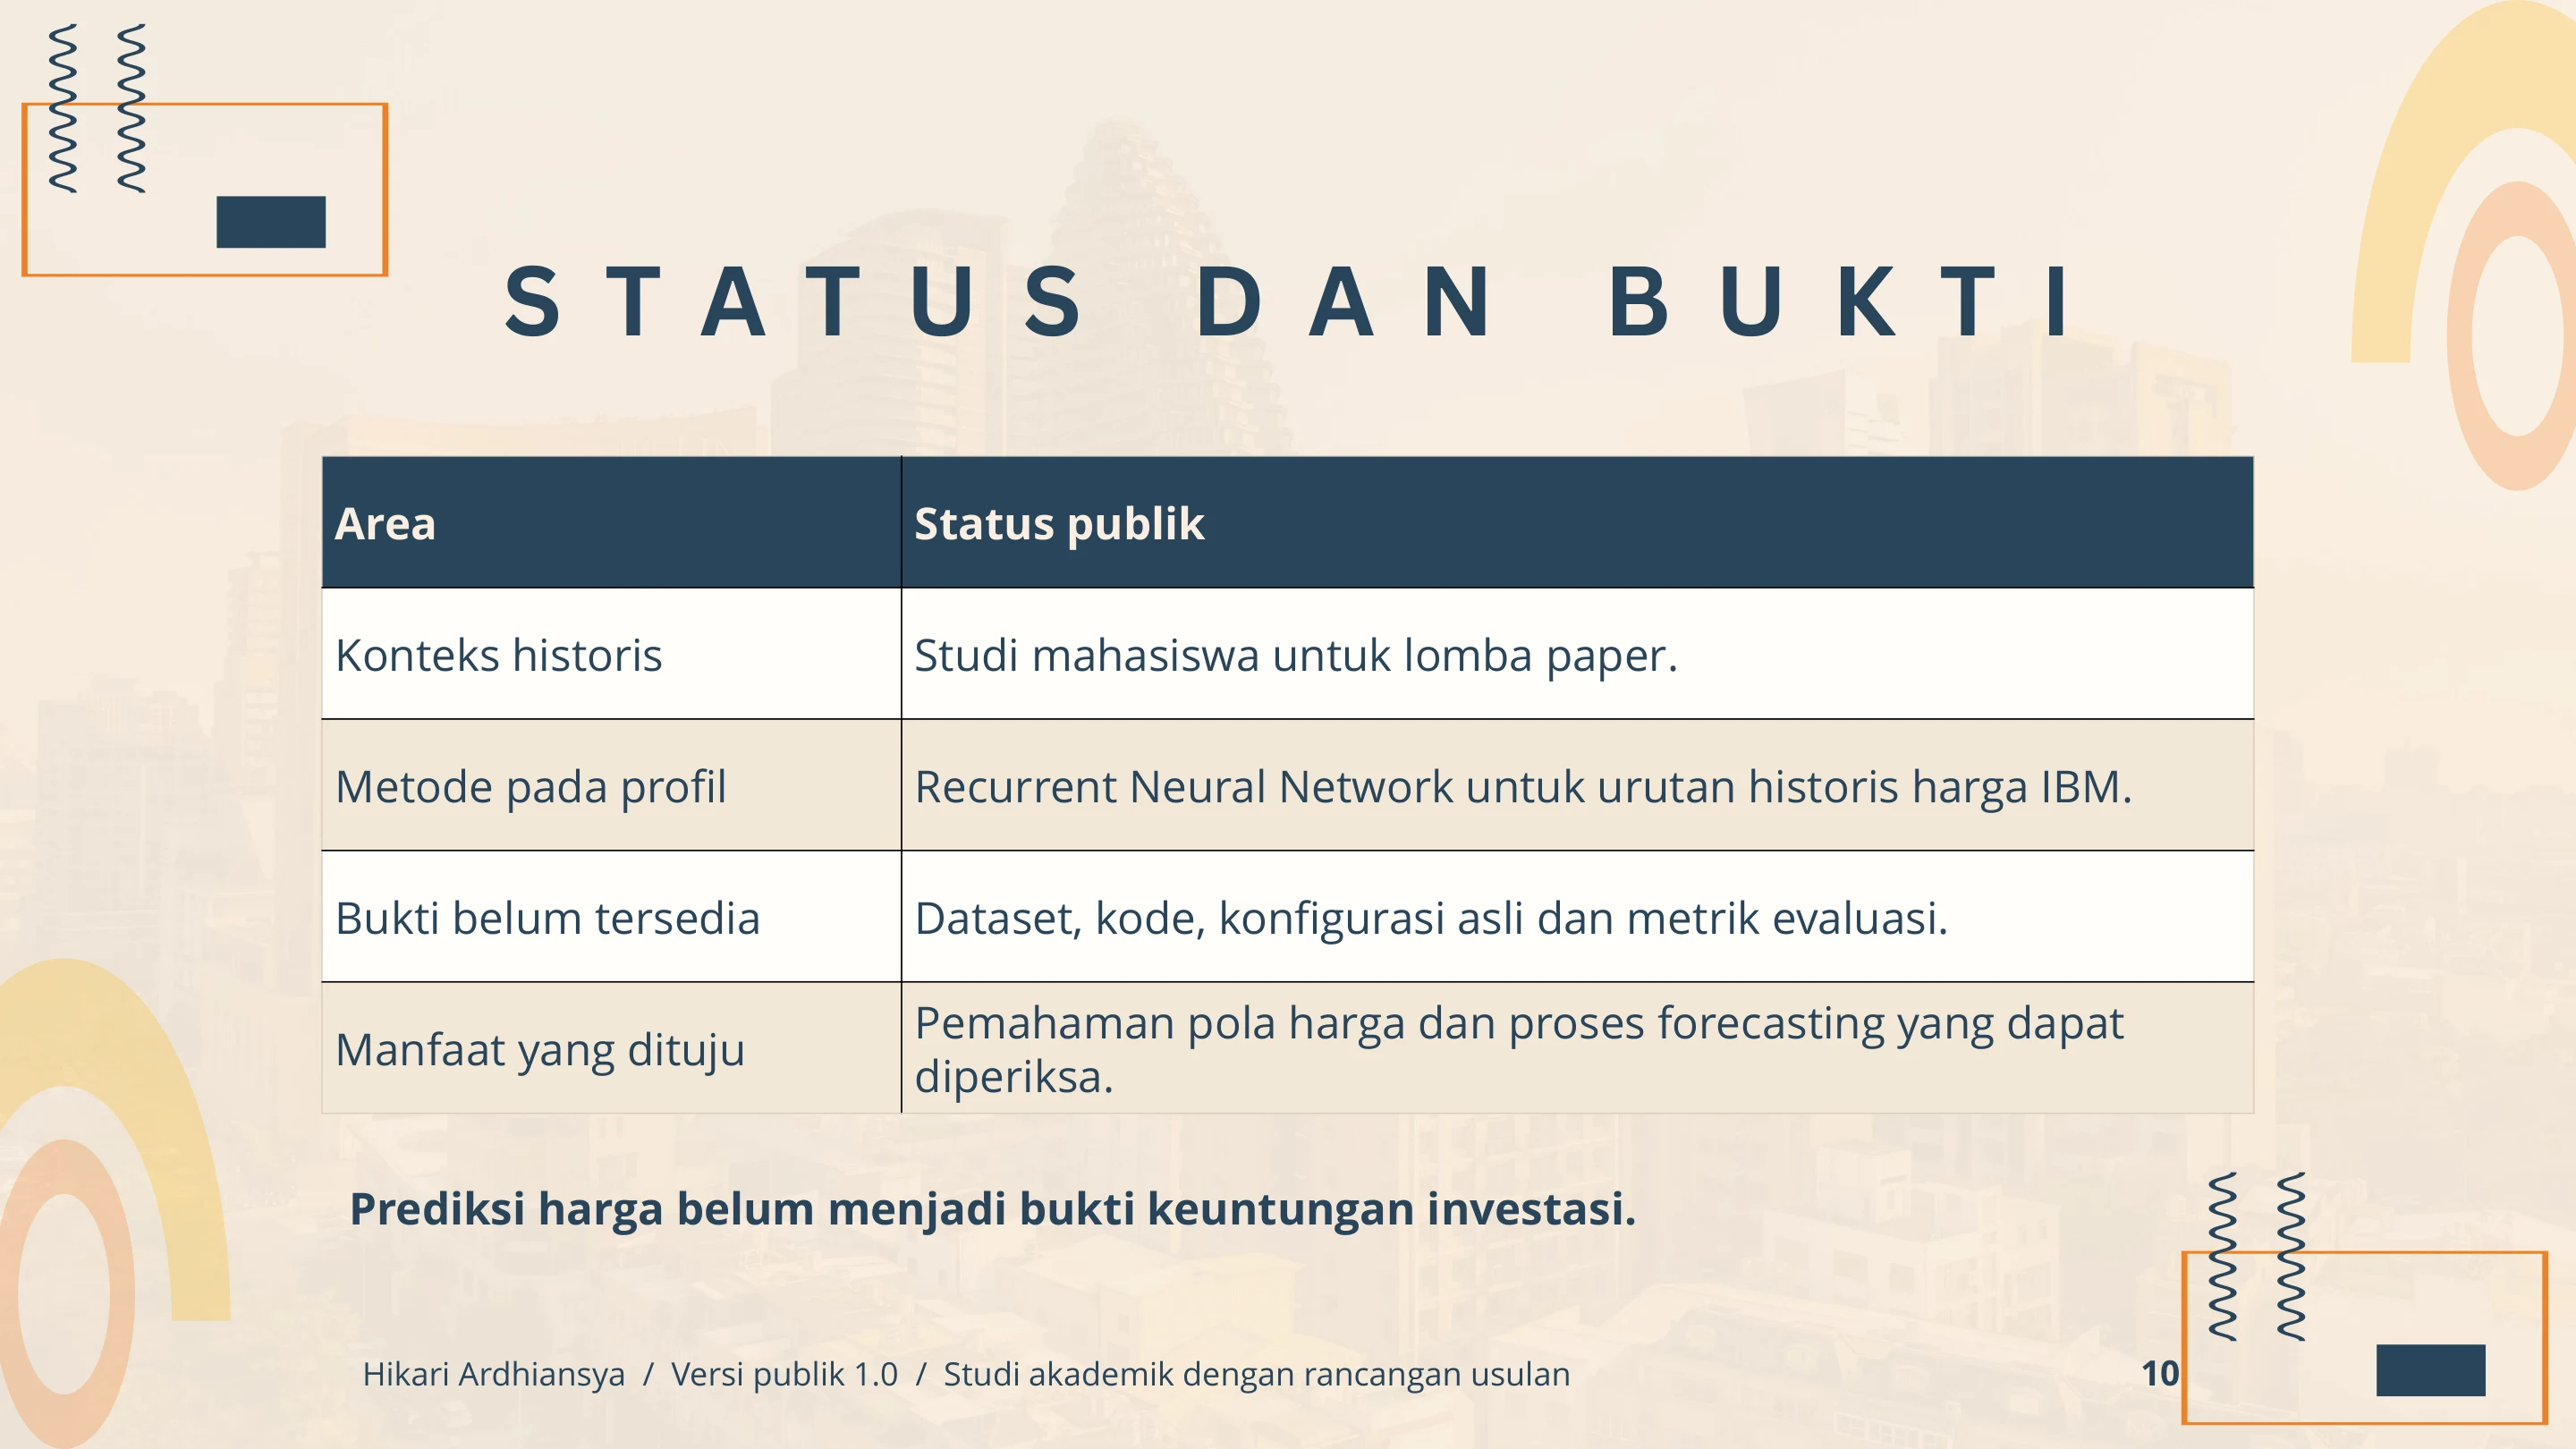 STATUS DAN BUKTI
Area
Status publik
Konteks historis
Studi mahasiswa untuk lomba paper.
Metode pada profil
Recurrent Neural Network untuk urutan historis harga IBM.
Bukti belum tersedia
Dataset, kode, konfigurasi asli dan metrik evaluasi.
Manfaat yang dituju
Pemahaman pola harga dan proses forecasting yang dapat
diperiksa.
Prediksi harga belum menjadi bukti keuntungan investasi.
Hikari Ardhiansya / Versi publik 1.0 / Studi akademik dengan rancangan usulan
10